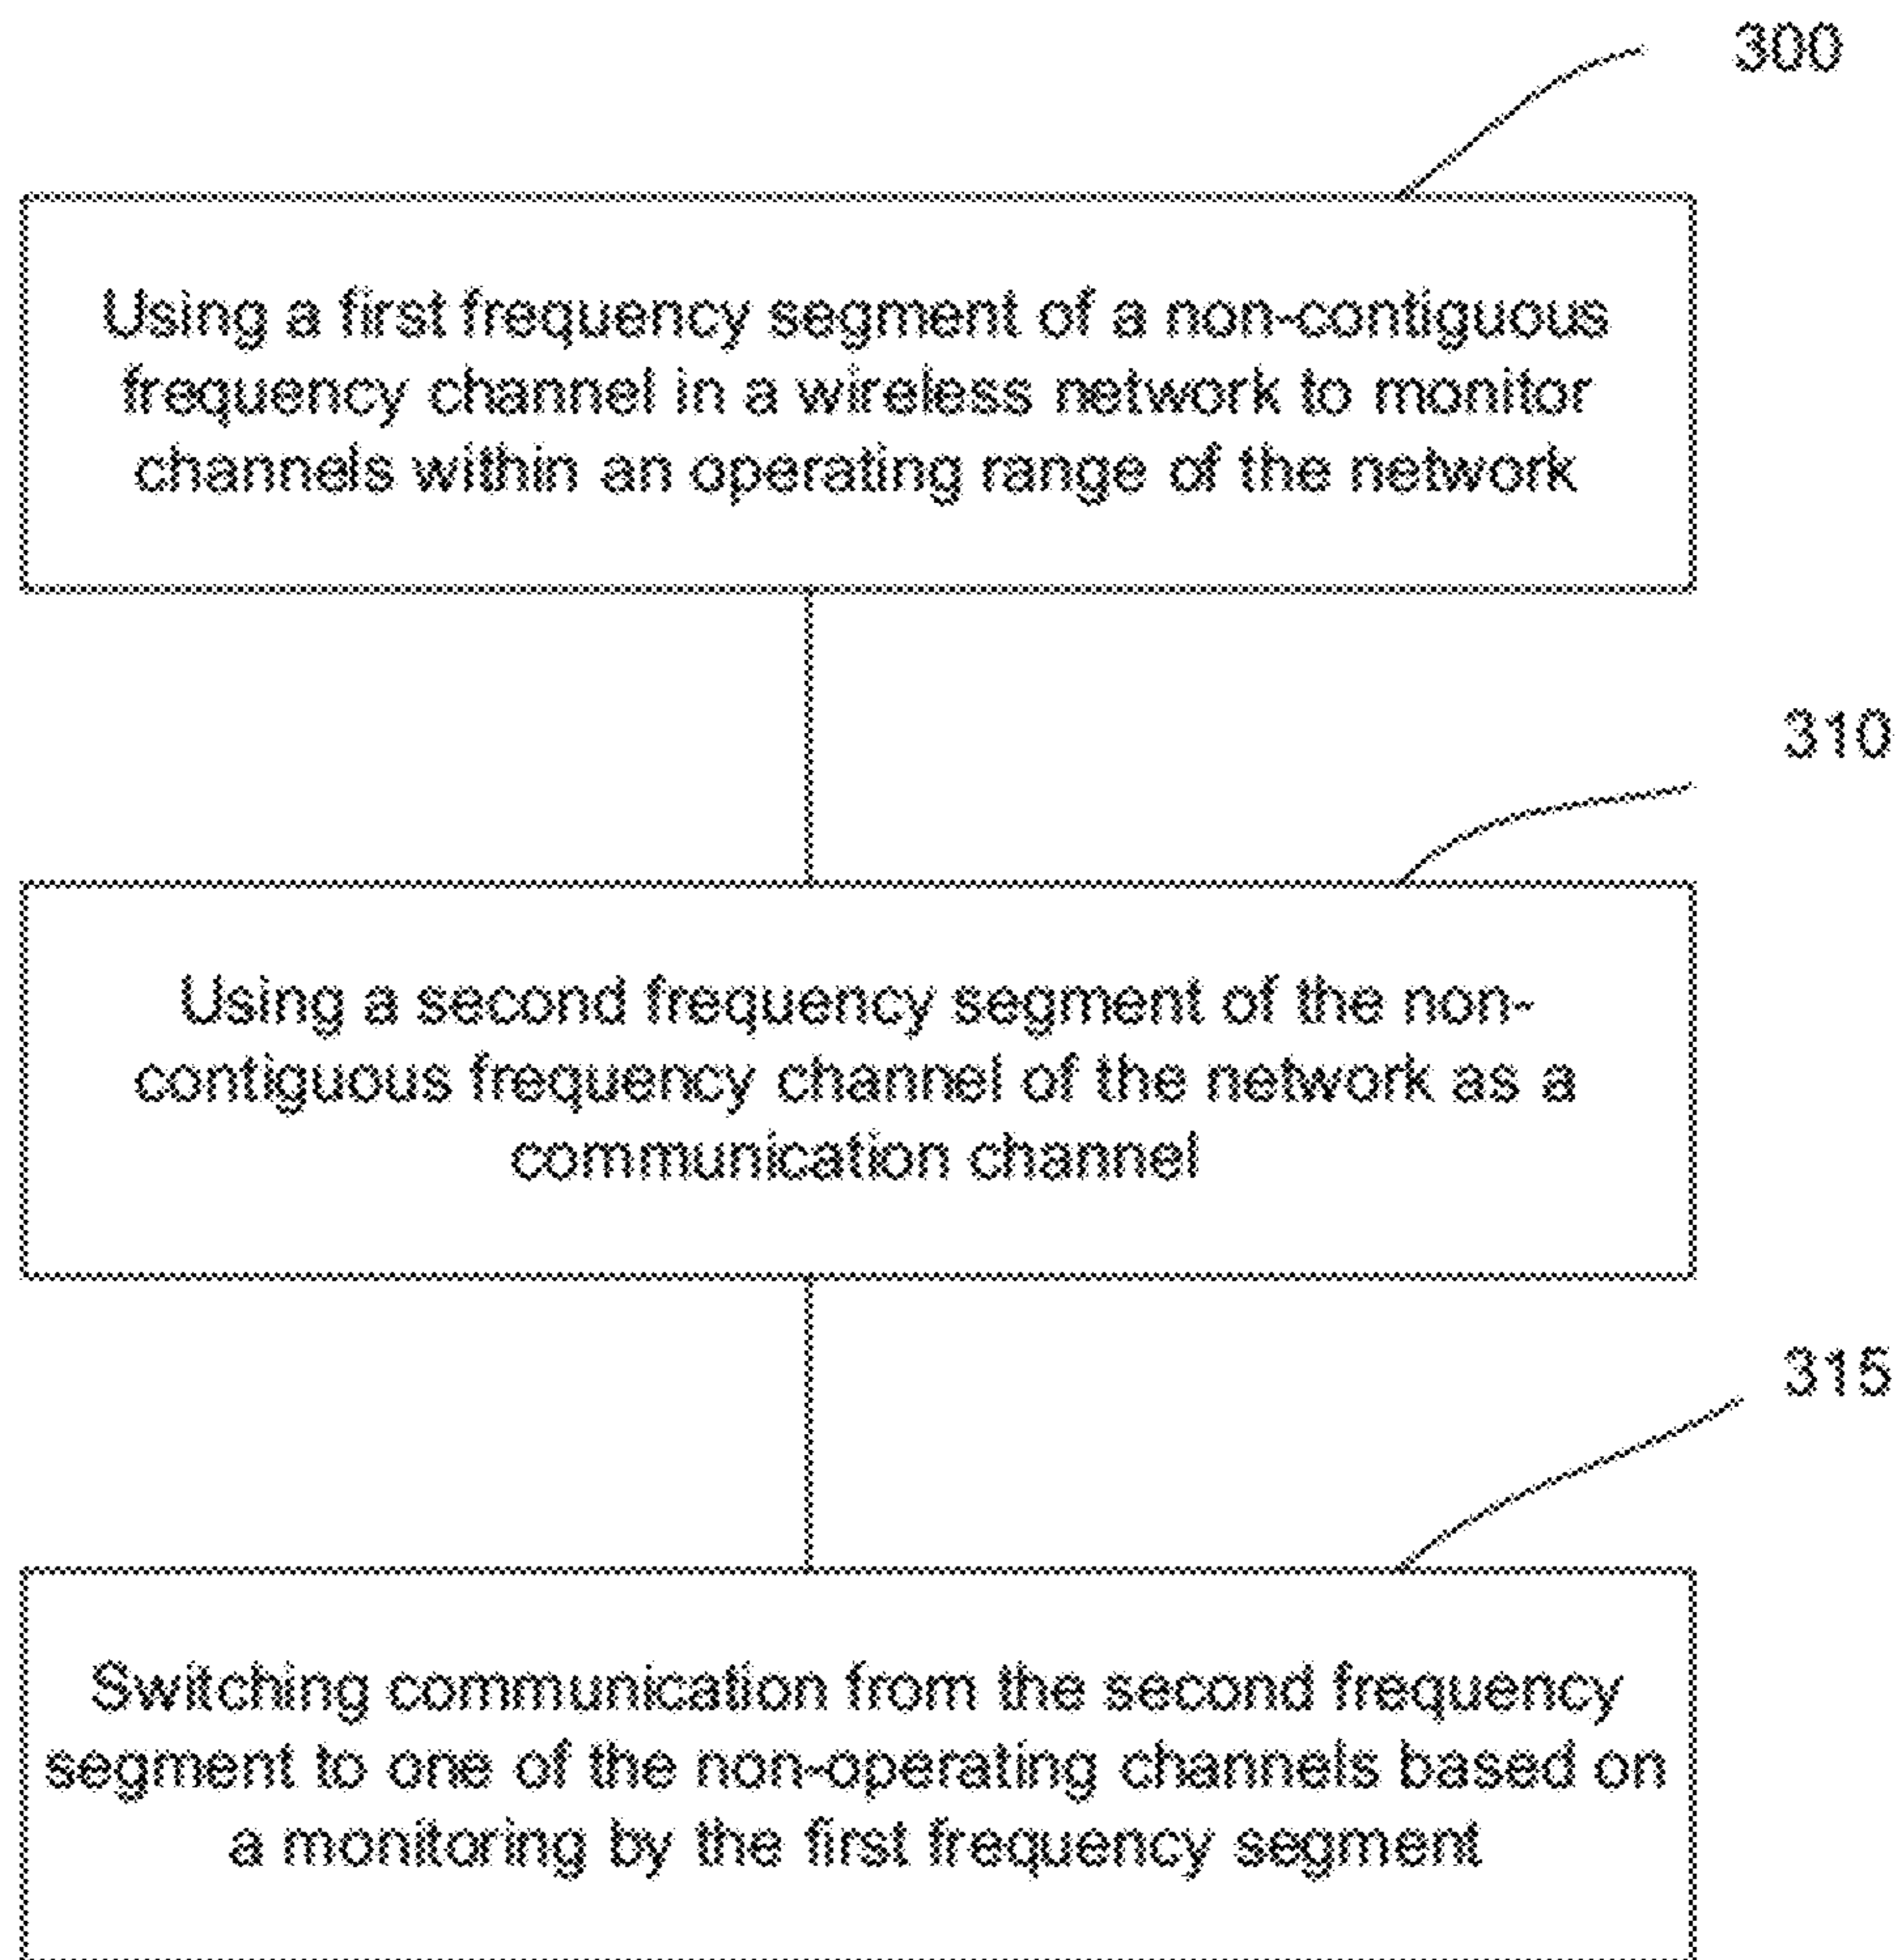 300
Using a first frequency segment of a non-contiguous
frequency channel in a wireless network to monitor
channels within an operating range of the network
310
Using a second frequency segment of the non-
contiguous frequency channel of the network as a
communication channel
315
Switching communication from the second frequency
segment to one of the non-operating channels based on
a monitoring by the first frequency segment